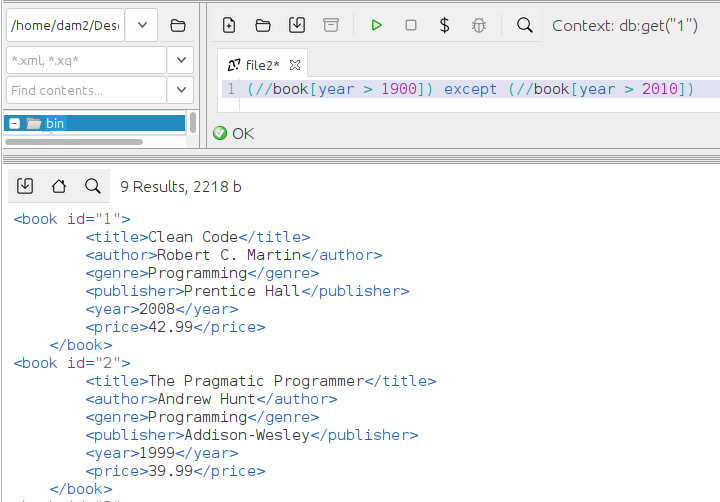 /home/dam2/Desc
Context: db:get("1")
*.xml, *.xq*
file2*
Find contents...
1 (//book[year > 1900]) except (//book[year > 2010])
bin
OK
9 Results, 2218 b
<book id="1">
<title>Clean Code</title>
<author>Robert C. Martin</author>
<genre>Programming</genre>
<publisher>Prentice Hall</publisher>
<year>2008</year>
<price>42.99</price>
</book>
<book id="2">
<title>The Pragmatic Programmer</title>
<author>Andrew Hunt</author>
<genre>Programming</genre>
<publisher>Addison-Wesley</publisher>
<year>1999</year>
<price>39.99</price>
</book>